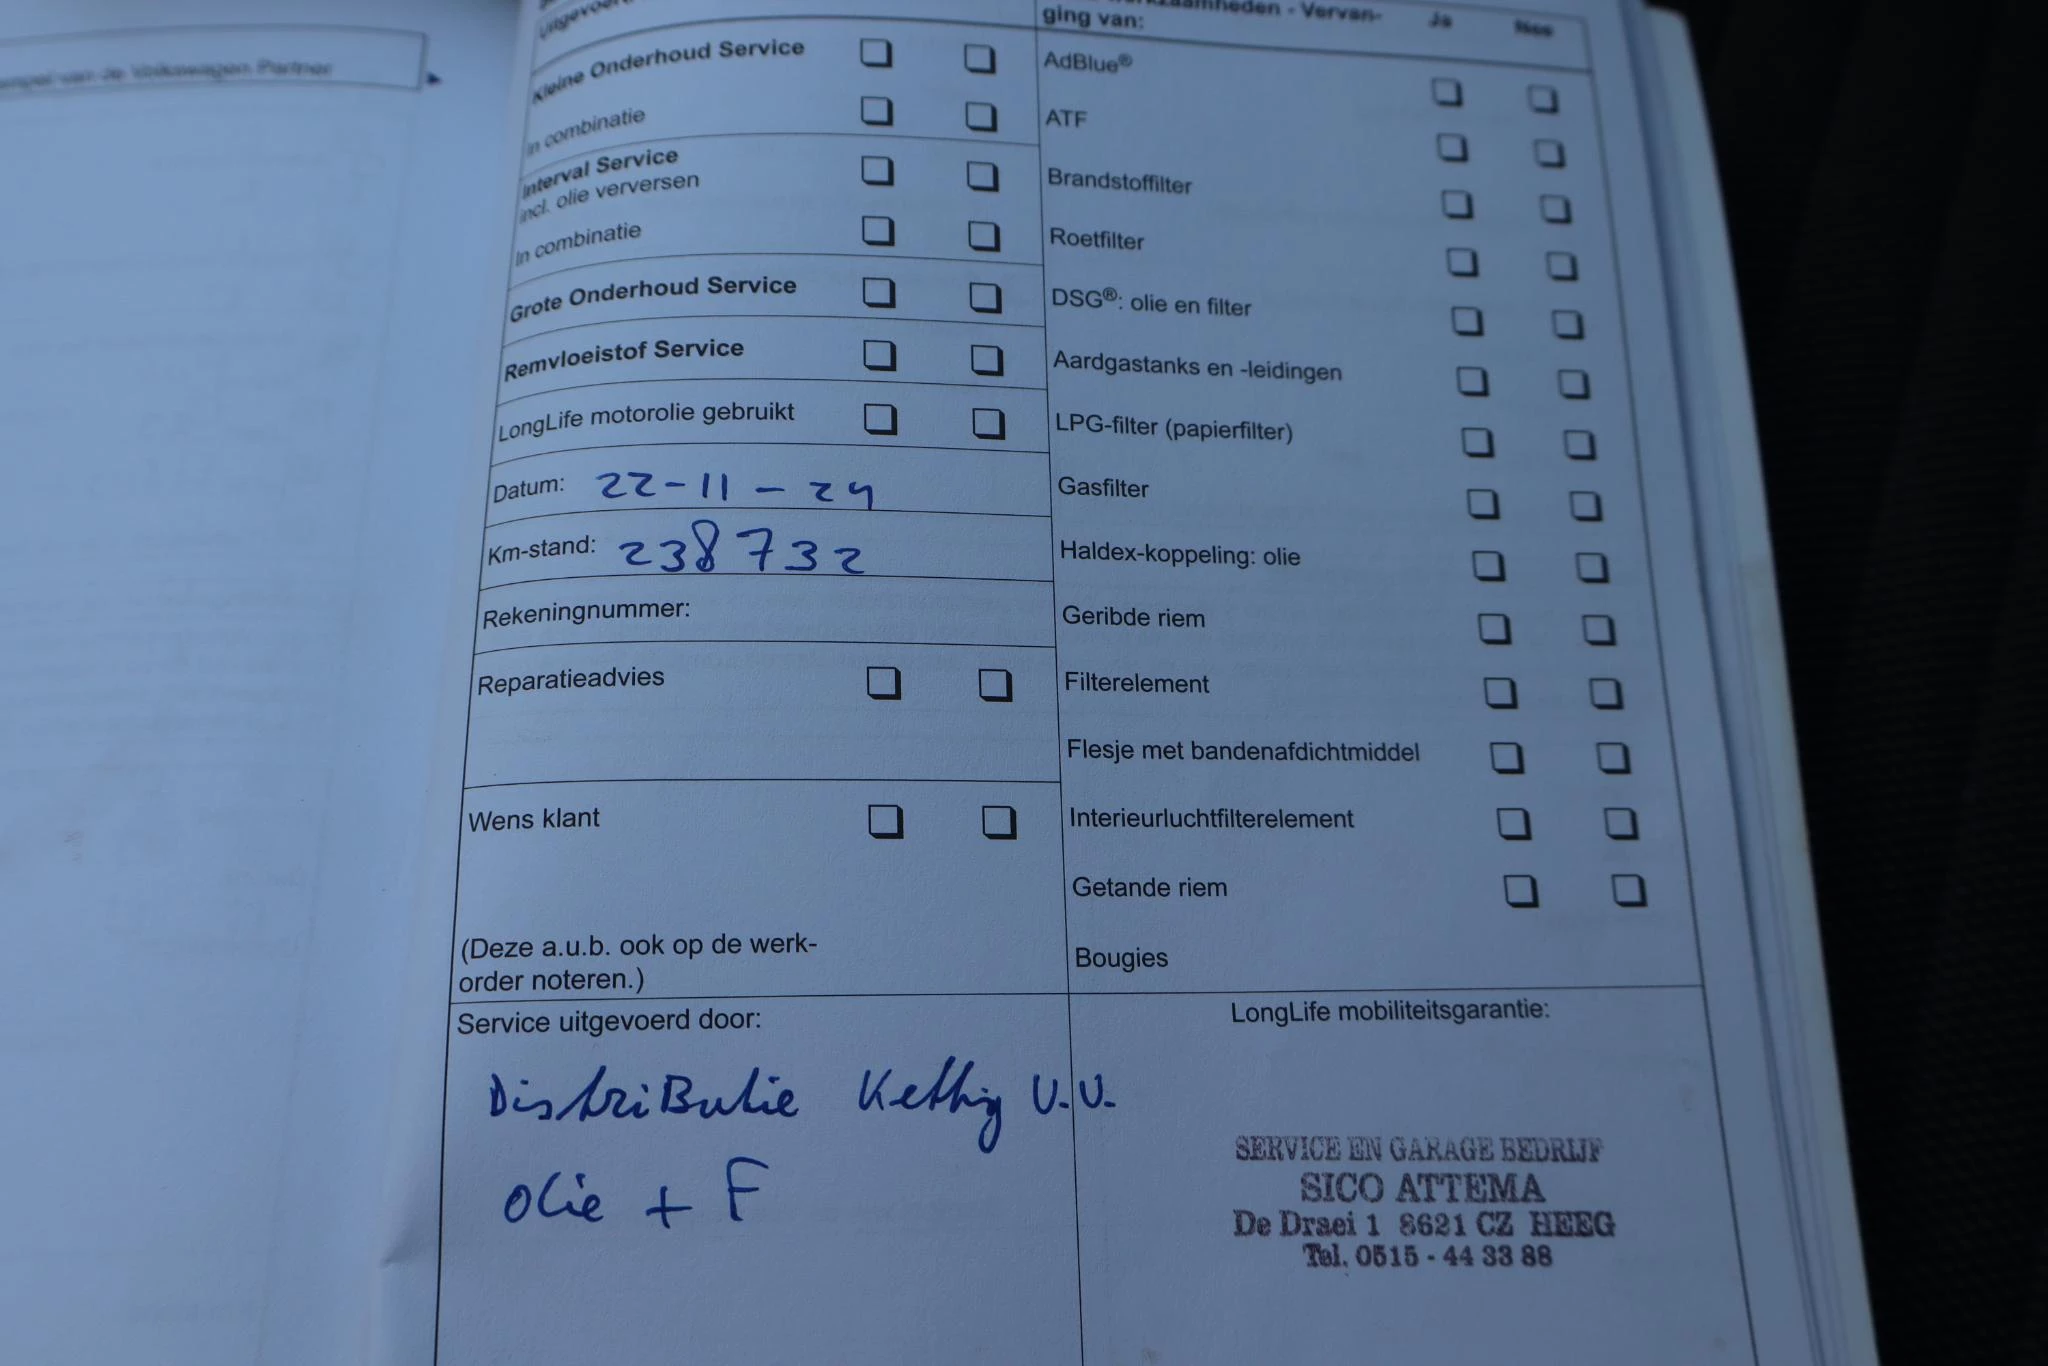 van de Volkswagen Partner
Kleine Onderhoud Service
In combinatie
Interval Service
incl. olie verversen
In combinatie
Grote Onderhoud Service
Remvloeistof Service
LongLife motorolie gebruikt
Datum: 22-11-24
Km-stand: 238732
Rekeningnummer:
Reparatieadvies
Wens klant
(Deze a.u.b. ook op de werk-
order noteren.)
- Vervan- Ja Nee
ging van:
AdBlue®
ATF
Brandstoffilter
Roetfilter
DSG®: olie en filter
Aardgastanks en -leidingen
LPG-filter (papierfilter)
Gasfilter
Haldex-koppeling: olie
Geribde riem
Filterelement
Flesje met bandenafdichtmiddel
Interieurluchtfilterelement
Getande riem
Bougies
Service uitgevoerd door:
DistriButie Ketting V.V.
olie + F
LongLife mobiliteitsgarantie:
SERVICE EN GARAGE BEDRIJF
SICO ATTEMA
De Draei 1 8621 CZ HEEG
Tel. 0515 - 44 33 88